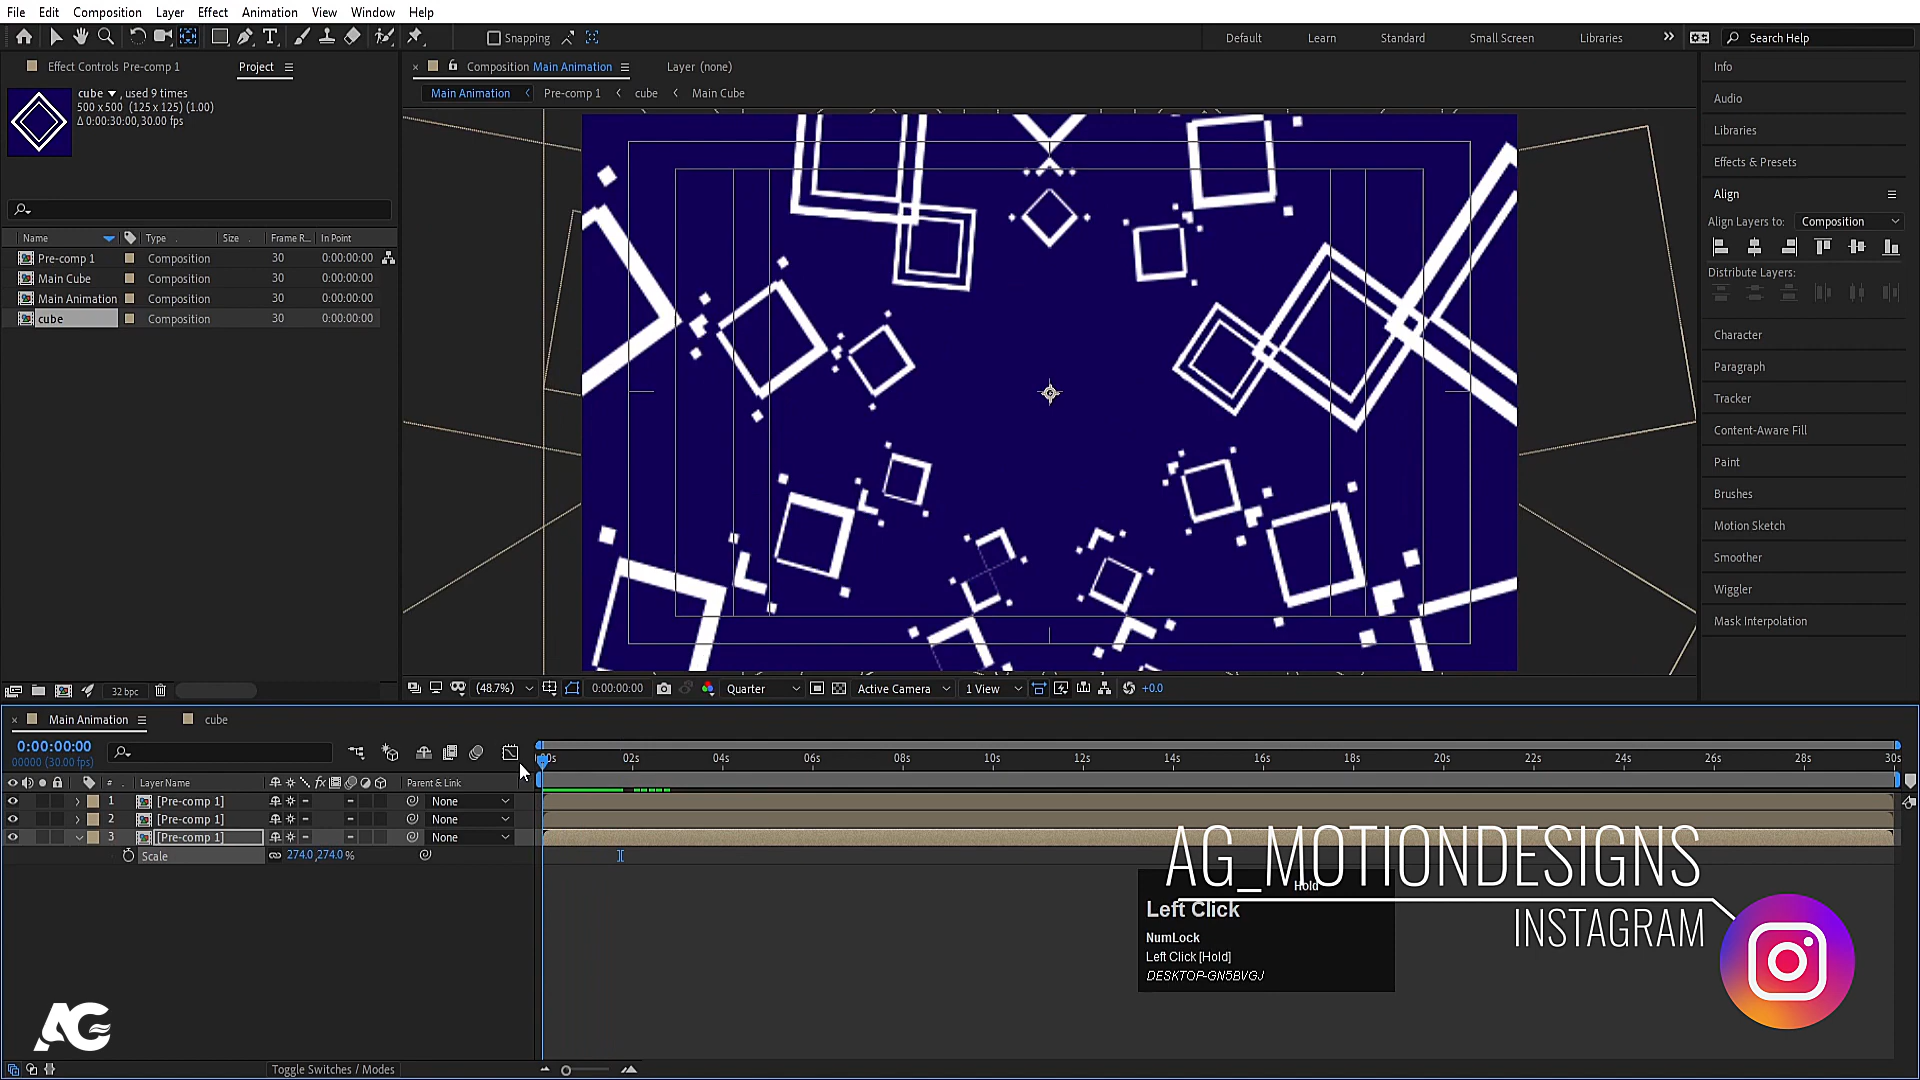 File Edit Composition Layer Effect Animation View Window Help
Snapping
Default Learn Standard Small Screen Libraries
Search Help
Effect Controls Pre-comp 1 Project
cube , used 9 times
500 x 500 (125 x 125) (1.00)
Δ 0:00:30:00, 30.00 fps
Name Type Size Frame R... In Point
Pre-comp 1 Composition 30 0:00:00:00
Main Cube Composition 30 0:00:00:00
Main Animation Composition 30 0:00:00:00
cube Composition 30 0:00:00:00
32 bpc
Composition Main Animation Layer (none)
Main Animation Pre-comp 1 cube Main Cube
(48.7%) 0:00:00:00 Quarter Active Camera 1 View +0.0
Info
Audio
Libraries
Effects & Presets
Align
Align Layers to: Composition
Distribute Layers:
Character
Paragraph
Tracker
Content-Aware Fill
Paint
Brushes
Motion Sketch
Smoother
Wiggler
Mask Interpolation
Main Animation cube
0:00:00:00
00000 (30.00 fps)
# Layer Name fx Parent & Link
1 [Pre-comp 1] None
2 [Pre-comp 1] None
3 [Pre-comp 1] None
Scale 274.0,274.0%
00s 02s 04s 06s 08s 10s 12s 14s 16s 18s 20s 22s 24s 26s 28s 30s
AG_MOTIONDESIGNS
INSTAGRAM
Hold
Left Click
NumLock
Left Click [Hold]
DESKTOP-GN5BVGJ
AG
Toggle Switches / Modes